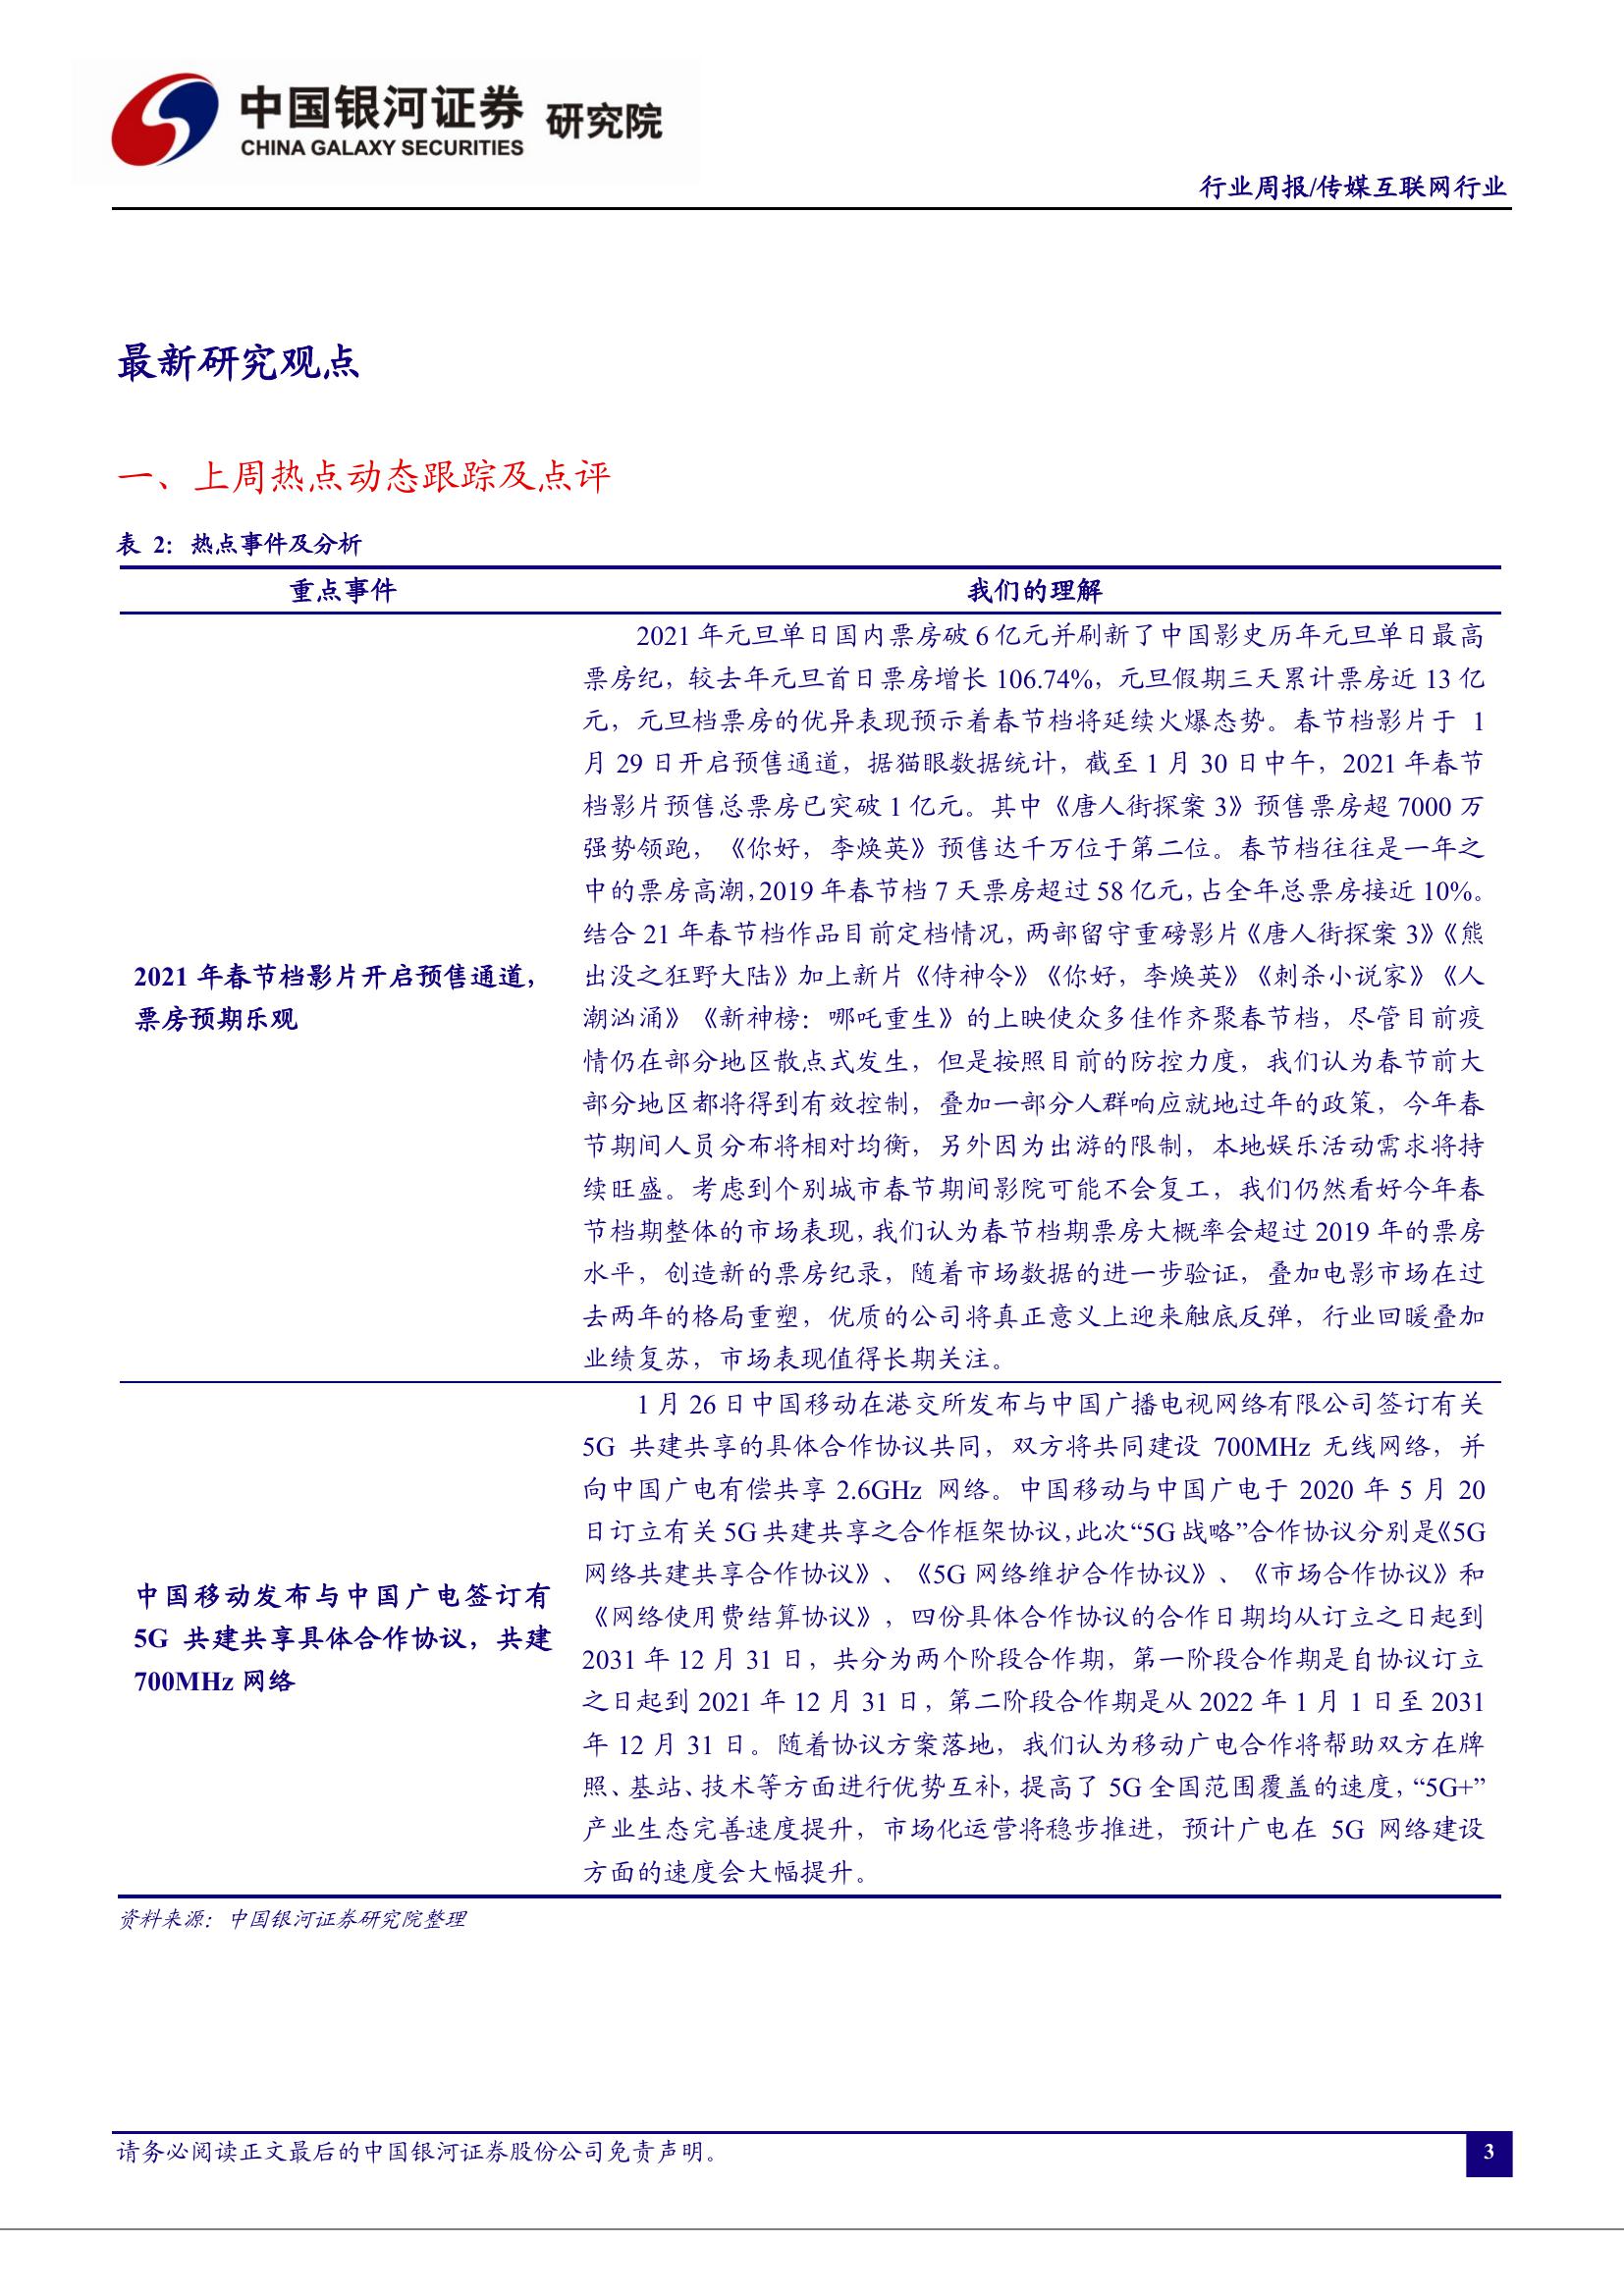 中国银河证券 研究院
CHINA GALAXY SECURITIES
行业周报/传媒互联网行业
最新研究观点
一、上周热点动态跟踪及点评
表 2：热点事件及分析
重点事件
我们的理解
2021 年春节档影片开启预售通道，
票房预期乐观
2021 年元旦单日国内票房破 6 亿元并刷新了中国影史历年元旦单日最高
票房纪，较去年元旦首日票房增长 106.74%，元旦假期三天累计票房近 13 亿
元，元旦档票房的优异表现预示着春节档将延续火爆态势。春节档影片于 1
月 29 日开启预售通道，据猫眼数据统计，截至 1 月 30 日中午，2021 年春节
档影片预售总票房已突破 1 亿元。其中《唐人街探案 3》预售票房超 7000 万
强势领跑，《你好，李焕英》预售达千万位于第二位。春节档往往是一年之
中的票房高潮，2019 年春节档 7 天票房超过 58 亿元，占全年总票房接近 10%。
结合 21 年春节档作品目前定档情况，两部留守重磅影片《唐人街探案 3》《熊
出没之狂野大陆》加上新片《侍神令》《你好，李焕英》《刺杀小说家》《人
潮汹涌》《新神榜：哪吒重生》的上映使众多佳作齐聚春节档，尽管目前疫
情仍在部分地区散点式发生，但是按照目前的防控力度，我们认为春节前大
部分地区都将得到有效控制，叠加一部分人群响应就地过年的政策，今年春
节期间人员分布将相对均衡，另外因为出游的限制，本地娱乐活动需求将持
续旺盛。考虑到个别城市春节期间影院可能不会复工，我们仍然看好今年春
节档期整体的市场表现，我们认为春节档期票房大概率会超过 2019 年的票房
水平，创造新的票房纪录，随着市场数据的进一步验证，叠加电影市场在过
去两年的格局重塑，优质的公司将真正意义上迎来触底反弹，行业回暖叠加
业绩复苏，市场表现值得长期关注。
中国移动发布与中国广电签订有
5G 共建共享具体合作协议，共建
700MHz 网络
1 月 26 日中国移动在港交所发布与中国广播电视网络有限公司签订有关
5G 共建共享的具体合作协议共同，双方将共同建设 700MHz 无线网络，并
向中国广电有偿共享 2.6GHz 网络。中国移动与中国广电于 2020 年 5 月 20
日订立有关 5G 共建共享之合作框架协议，此次“5G 战略”合作协议分别是《5G
网络共建共享合作协议》、《5G 网络维护合作协议》、《市场合作协议》和
《网络使用费结算协议》，四份具体合作协议的合作日期均从订立之日起到
2031 年 12 月 31 日，共分为两个阶段合作期，第一阶段合作期是自协议订立
之日起到 2021 年 12 月 31 日，第二阶段合作期是从 2022 年 1 月 1 日至 2031
年 12 月 31 日。随着协议方案落地，我们认为移动广电合作将帮助双方在牌
照、基站、技术等方面进行优势互补，提高了 5G 全国范围覆盖的速度，“5G+”
产业生态完善速度提升，市场化运营将稳步推进，预计广电在 5G 网络建设
方面的速度会大幅提升。
资料来源：中国银河证券研究院整理
请务必阅读正文最后的中国银河证券股份公司免责声明。
3